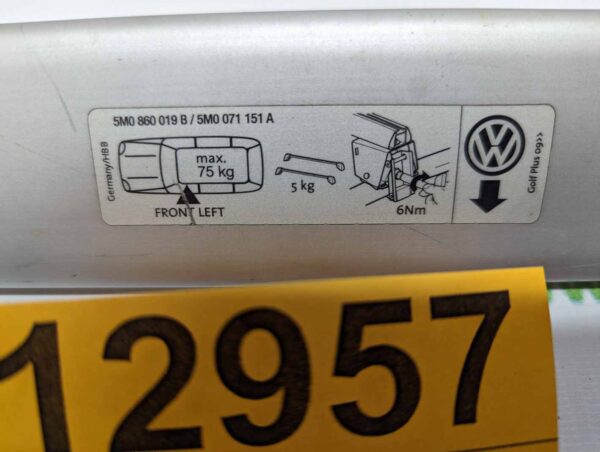 5M0 860 019 B / 5M0 071 151 A
Germany/HBB
max.
75 kg
5 kg
FRONT LEFT
6Nm
VW
Golf Plus 09>>
12957